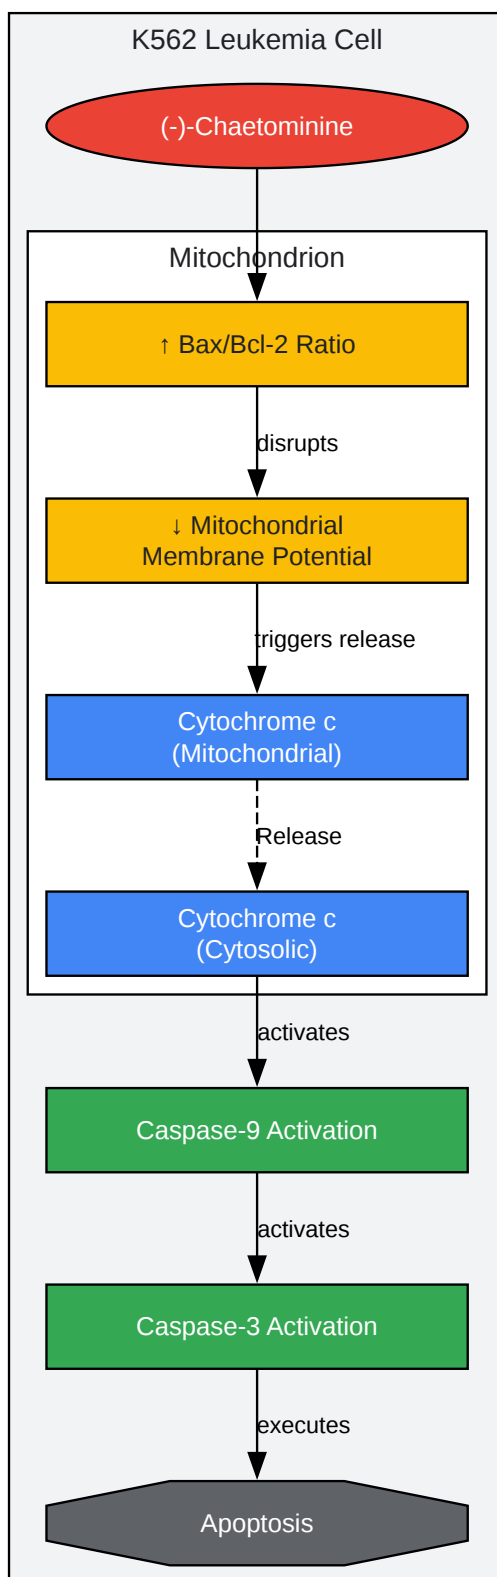 K562 Leukemia Cell
(-)-Chaetominine
Mitochondrion
↑ Bax/Bcl-2 Ratio
disrupts
↓ Mitochondrial
Membrane Potential
triggers release
Cytochrome c
(Mitochondrial)
Release
Cytochrome c
(Cytosolic)
activates
Caspase-9 Activation
activates
Caspase-3 Activation
executes
Apoptosis